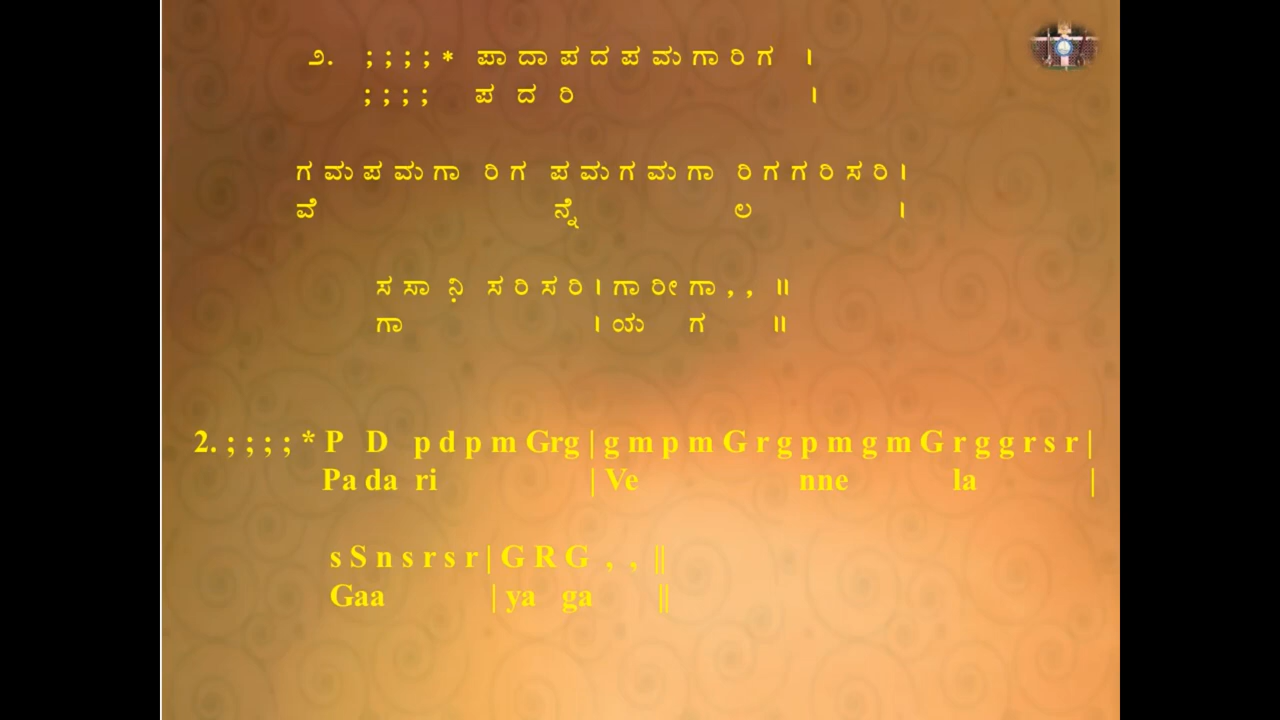 ೨. ; ; ; ; * ಪಾ ದಾ ಪ ದ ಪ ಮ ಗಾ ರಿ ಗ ।
; ; ; ; ಪ ದ ರಿ ।
ಗ ಮ ಪ ಮ ಗಾ ರಿ ಗ ಪ ಮ ಗ ಮ ಗಾ ರಿ ಗ ಗ ರಿ ಸ ರಿ ।
ವೆ ನ್ನೆ ಲ ।
ಸ ಸಾ ನಿ़ ಸ ರಿ ಸ ರಿ । ಗಾ ರೀ ಗಾ , , ॥
ಗಾ । ಯ ಗ ॥
2. ; ; ; ; * P D p d p m Grg | g m p m G r g p m g m G r g g r s r |
Pa da ri | Ve nne la |
s S n s r s r | G R G , , ||
Gaa | ya ga ||